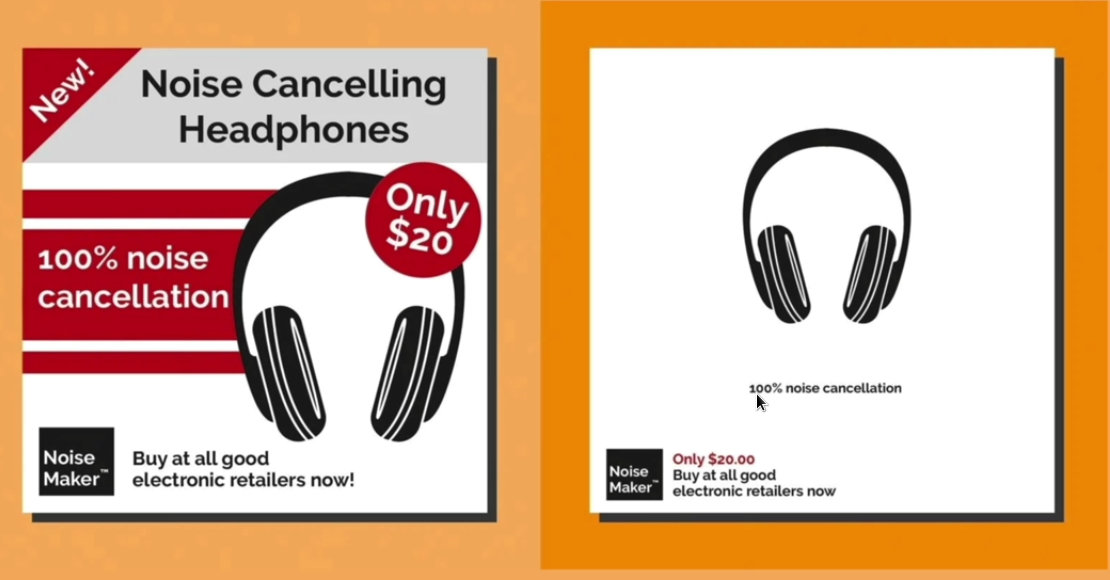 New!
Noise Cancelling
Headphones
Only
$20
100% noise
cancellation
Noise
Maker™
Buy at all good
electronic retailers now!
100% noise cancellation
Noise
Maker™
Only $20.00
Buy at all good
electronic retailers now